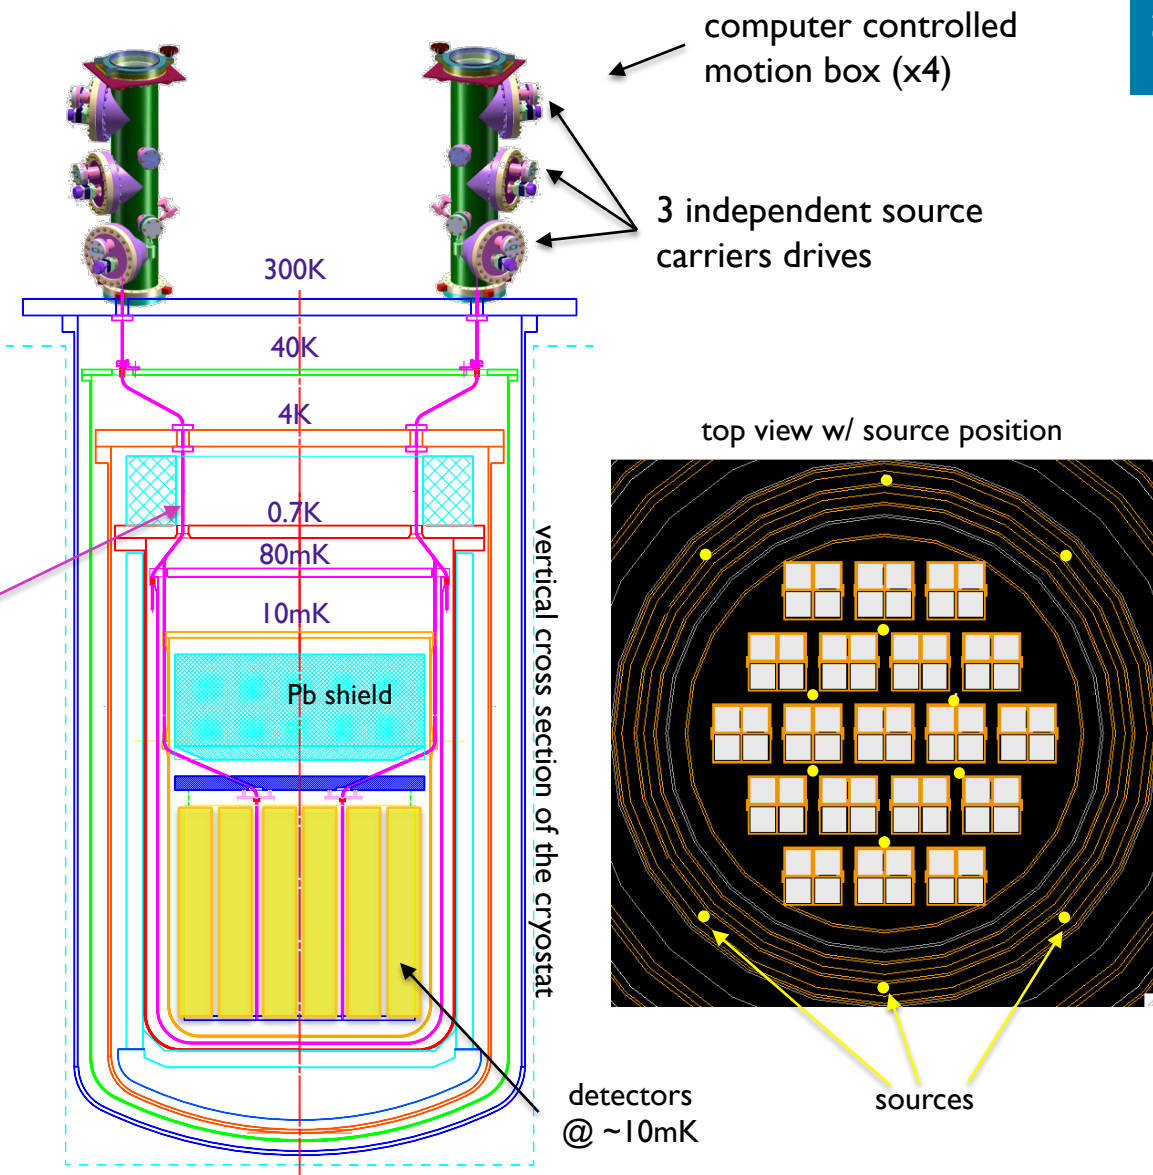 computer controlled
motion box (x4)
3 independent source
carriers drives
300K
40K
4K
0.7K
80mK
10mK
Pb shield
vertical cross section of the cryostat
top view w/ source position
detectors
@ ~10mK
sources